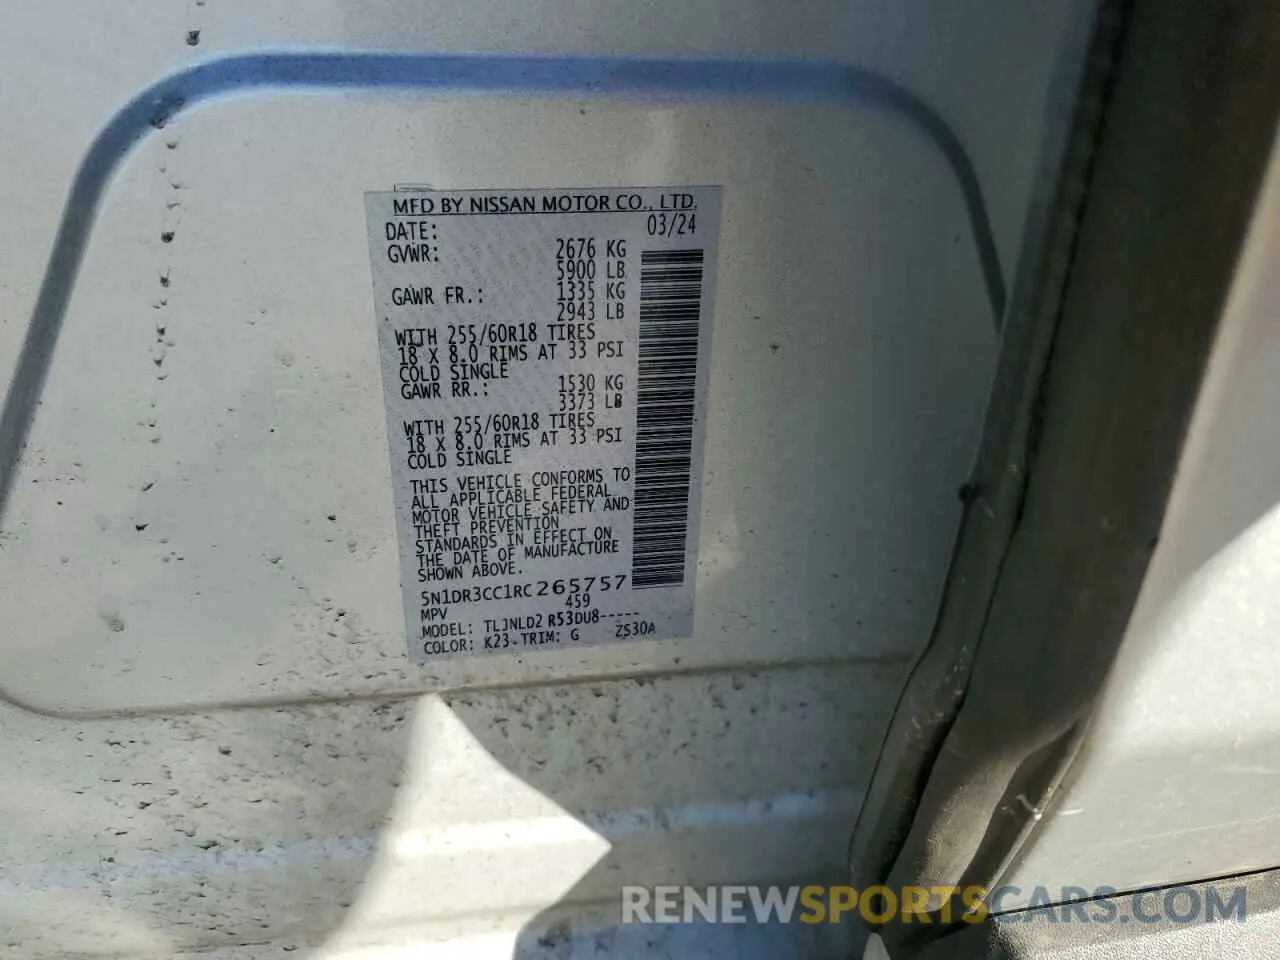 MFD BY NISSAN MOTOR CO., LTD.
DATE: 03/24
GVWR: 2676 KG
5900 LB
GAWR FR.: 1335 KG
2943 LB
WITH 255/60R18 TIRES
18 X 8.0 RIMS AT 33 PSI
COLD SINGLE
GAWR RR.: 1530 KG
3373 LB
WITH 255/60R18 TIRES
18 X 8.0 RIMS AT 33 PSI
COLD SINGLE
THIS VEHICLE CONFORMS TO
ALL APPLICABLE FEDERAL
MOTOR VEHICLE SAFETY AND
THEFT PREVENTION
STANDARDS IN EFFECT ON
THE DATE OF MANUFACTURE
SHOWN ABOVE.
5N1DR3CC1RC265757
MPV 459
MODEL: TLJNLD2 R53DU8-----
COLOR: K23-TRIM: G ZS30A
RENEWSPORTSCARS.COM